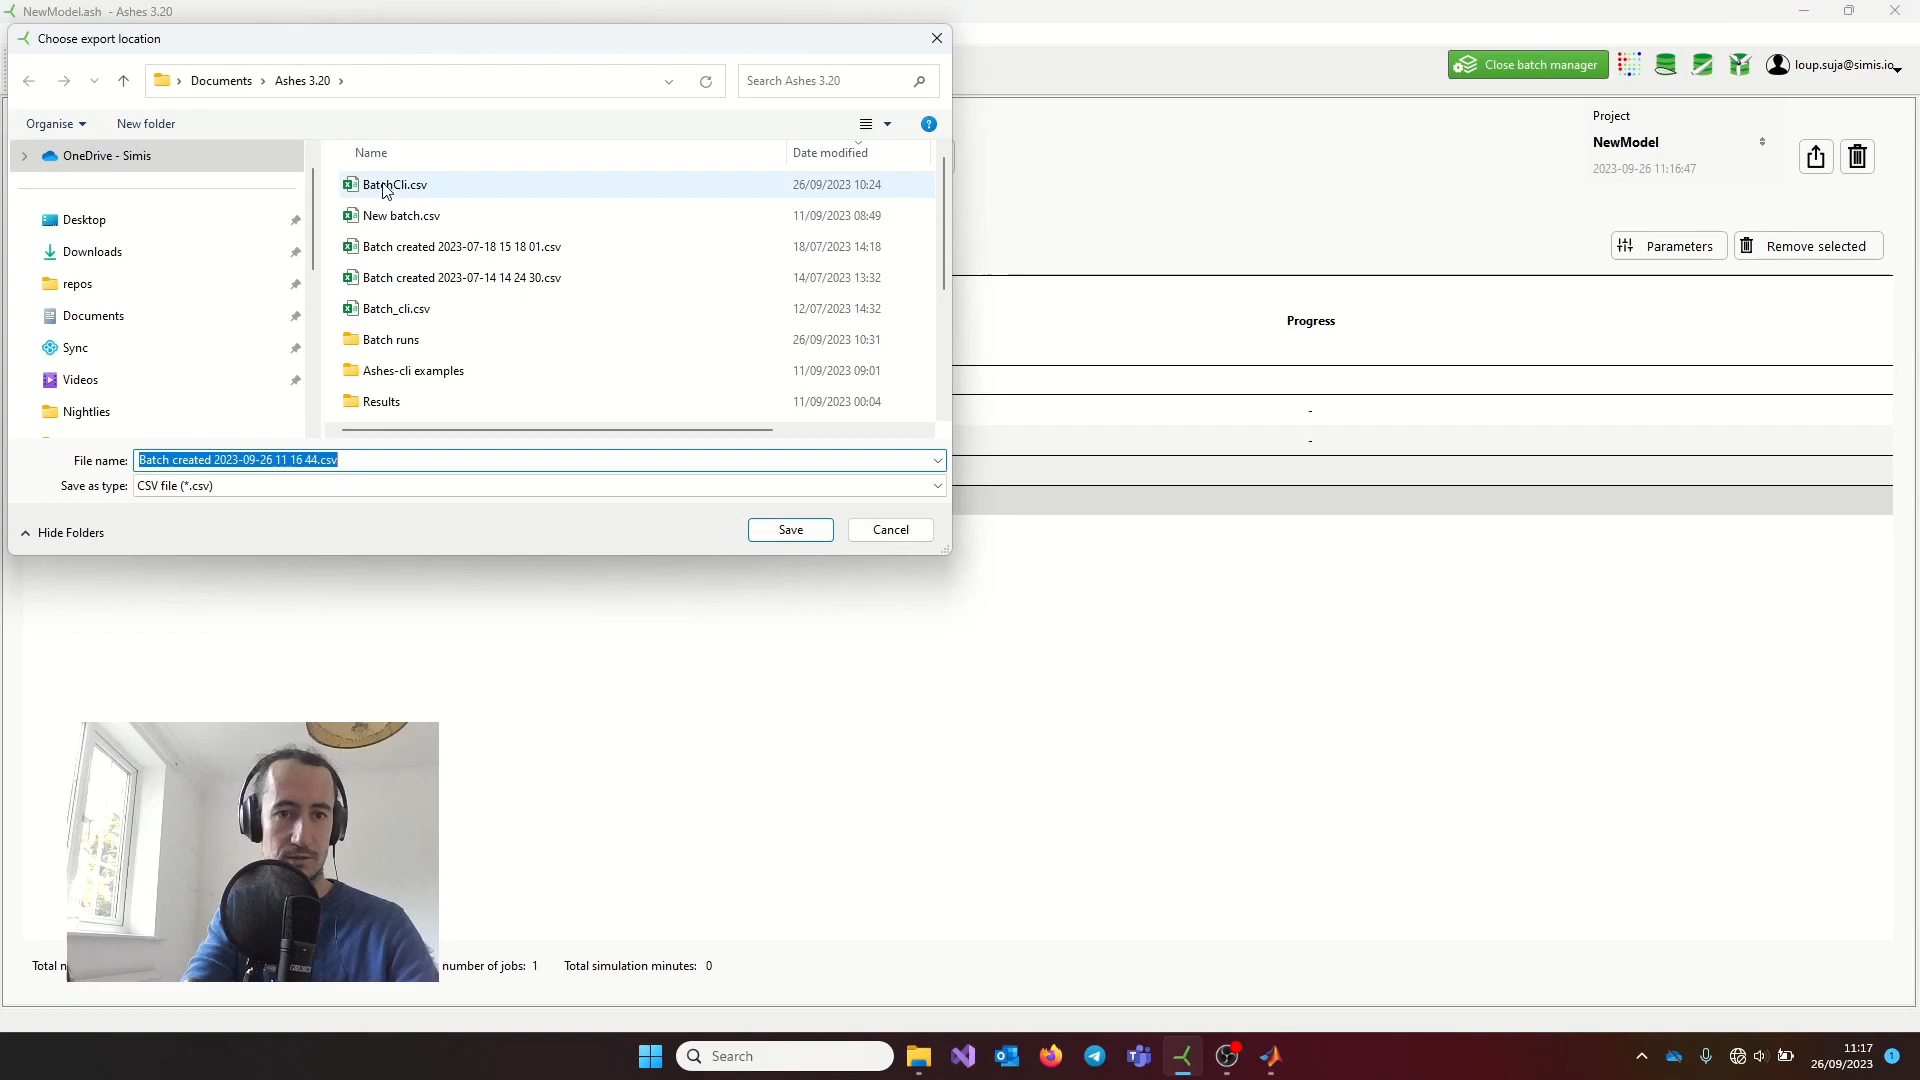 NewModel.ash - Ashes 3.20
Choose export location
Documents > Ashes 3.20 >
Search Ashes 3.20
Close batch manager
loup.suja@simis.io
Organise
New folder
Project
NewModel
2023-09-26 11:16:47
OneDrive - Simis
Desktop
Downloads
repos
Documents
Sync
Videos
Nightlies
Name
Date modified
BatchCli.csv
26/09/2023 10:24
New batch.csv
11/09/2023 08:49
Batch created 2023-07-18 15 18 01.csv
18/07/2023 14:18
Batch created 2023-07-14 14 24 30.csv
14/07/2023 13:32
Batch_cli.csv
12/07/2023 14:32
Batch runs
26/09/2023 10:31
Ashes-cli examples
11/09/2023 09:01
Results
11/09/2023 00:04
Parameters
Remove selected
Progress
-
-
File name: Batch created 2023-09-26 11 16 44.csv
Save as type: CSV file (*.csv)
Hide Folders
Save
Cancel
Total
number of jobs: 1
Total simulation minutes: 0
Search
11:17
26/09/2023
1